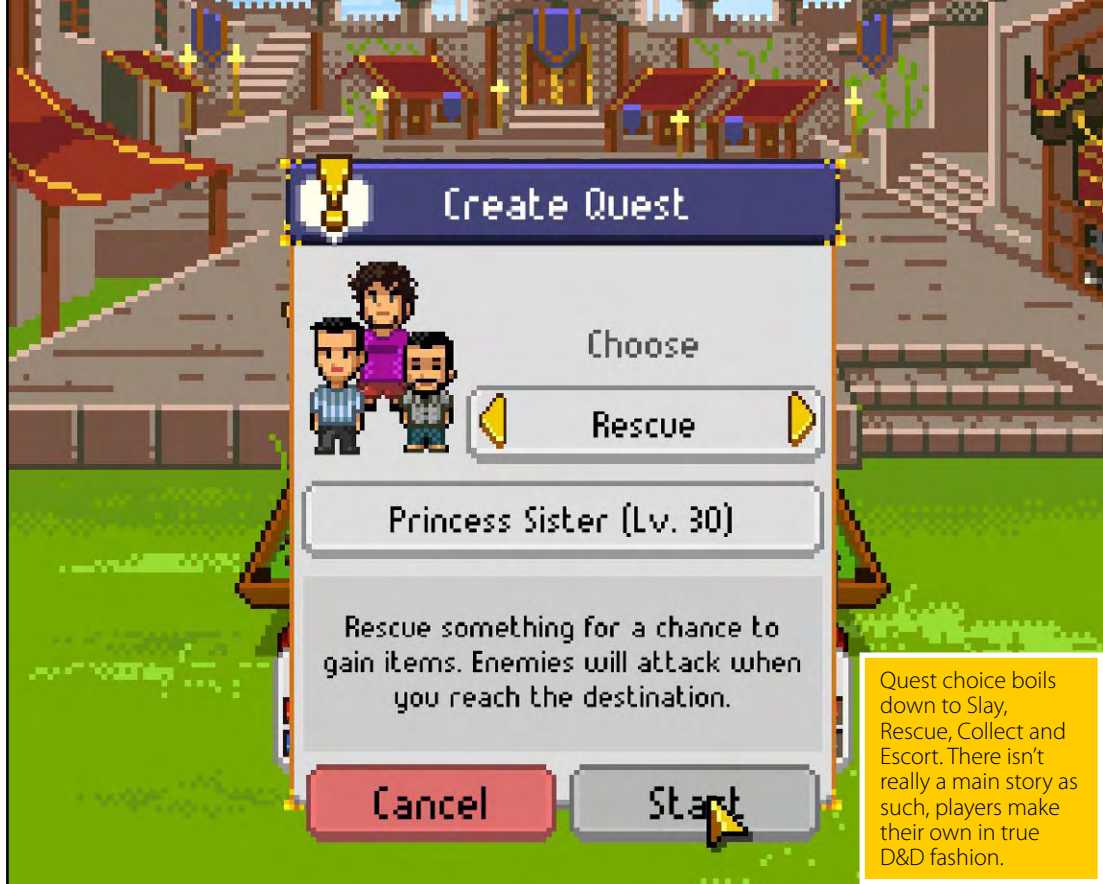 Create Quest
Choose
Rescue
Princess Sister (Lv. 30)
Rescue something for a chance to
gain items. Enemies will attack when
you reach the destination.
Cancel
Start
Quest choice boils
down to Slay,
Rescue, Collect and
Escort. There isn’t
really a main story as
such, players make
their own in true
D&D fashion.